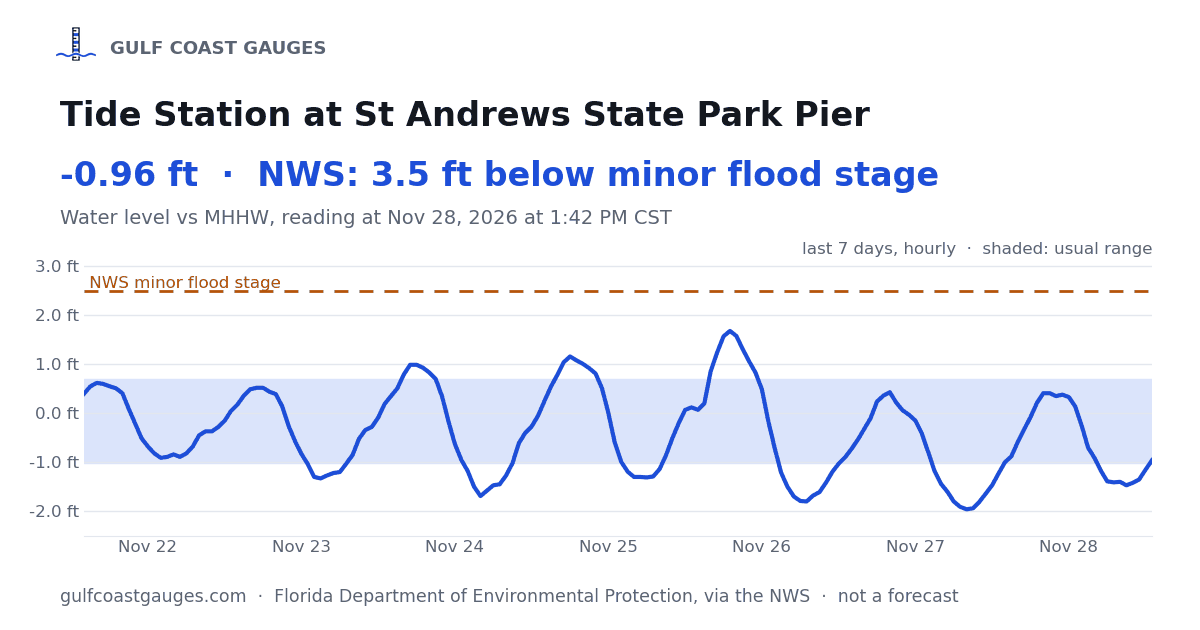 GULF COAST GAUGES
Tide Station at St Andrews State Park Pier
-0.96 ft · NWS: 3.5 ft below minor flood stage
Water level vs MHHW, reading at Nov 28, 2026 at 1:42 PM CST
last 7 days, hourly · shaded: usual range
3.0 ft
NWS minor flood stage
2.0 ft
1.0 ft
0.0 ft
-1.0 ft
-2.0 ft
Nov 22 Nov 23 Nov 24 Nov 25 Nov 26 Nov 27 Nov 28
gulfcoastgauges.com · Florida Department of Environmental Protection, via the NWS · not a forecast